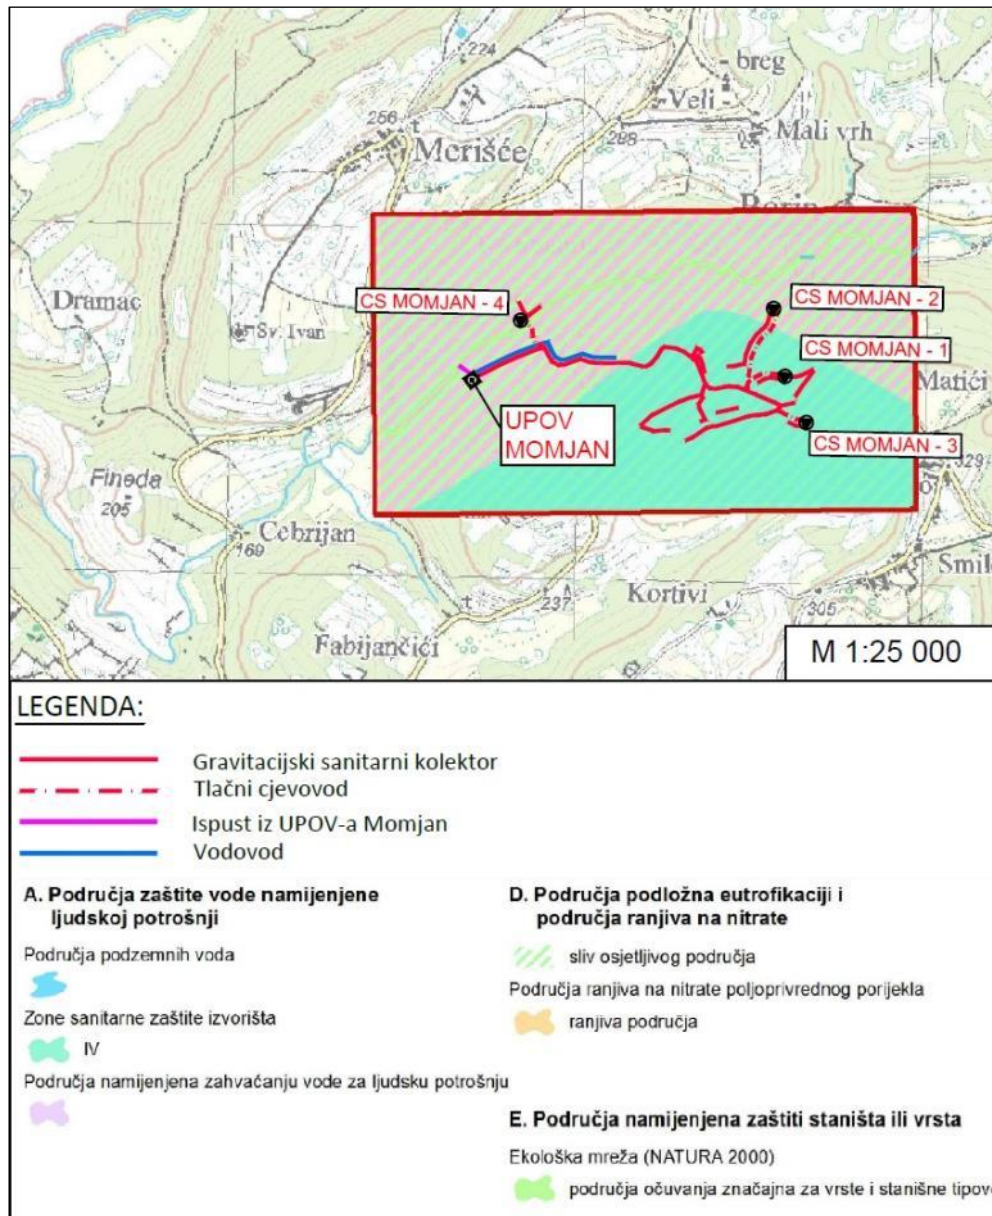 breg
224
Veli
256
t
Merišće
Mali vrh
288
Dramac
CS MOMJAN - 4
CS MOMJAN - 2
Sv. Ivan
CS MOMJAN - 1
Matići
UPOV
MOMJAN
CS MOMJAN - 3
329
Fineda
205
Cebrijan
169
Smil
237
Kortivi
305
t
Fabijančići
M 1:25 000
LEGENDA:
Gravitacijski sanitarni kolektor
Tlačni cjevovod
Ispust iz UPOV-a Momjan
Vodovod
A. Područja zaštite vode namijenjene
ljudskoj potrošnji
Područja podzemnih voda
Zone sanitarne zaštite izvorišta
IV
Područja namijenjena zahvaćanju vode za ljudsku potrošnju
D. Područja podložna eutrofikaciji i
područja ranjiva na nitrate
sliv osjetljivog područja
Područja ranjiva na nitrate poljoprivrednog porijekla
ranjiva područja
E. Područja namijenjena zaštiti staništa ili vrsta
Ekološka mreža (NATURA 2000)
područja očuvanja značajna za vrste i stanišne tipove